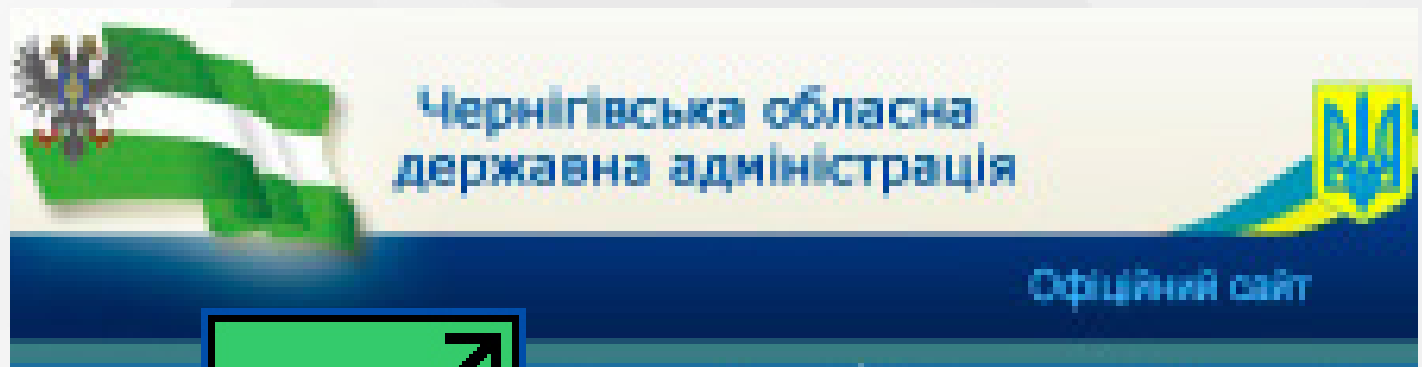 Чернігівська обласна
державна адміністрація
Офіційний сайт